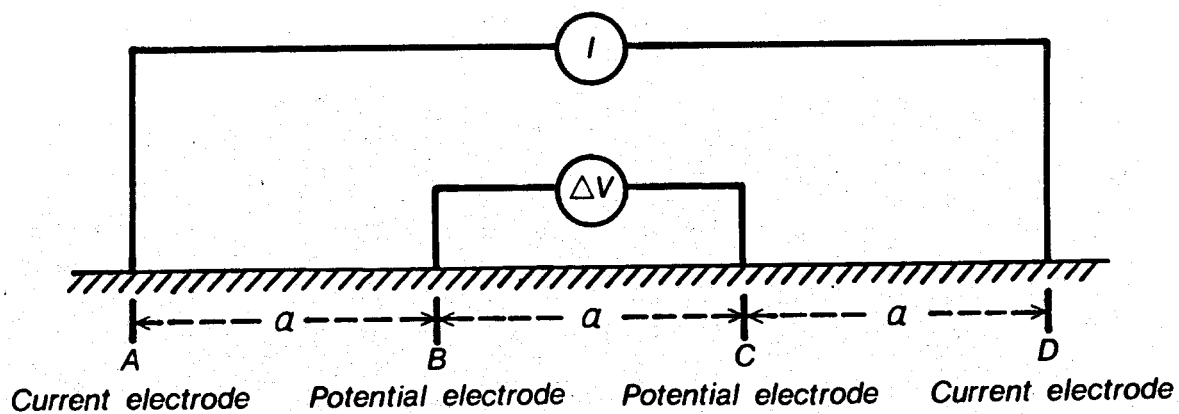 I
ΔV
a a a
A B C D
Current electrode Potential electrode Potential electrode Current electrode